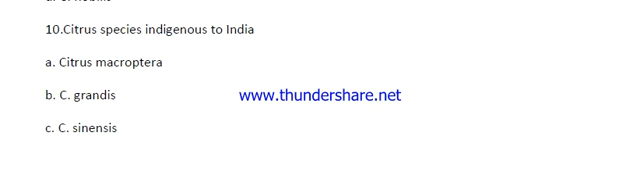 10.Citrus species indigenous to India
a. Citrus macroptera
b. C. grandis
www.thundershare.net
c. C. sinensis